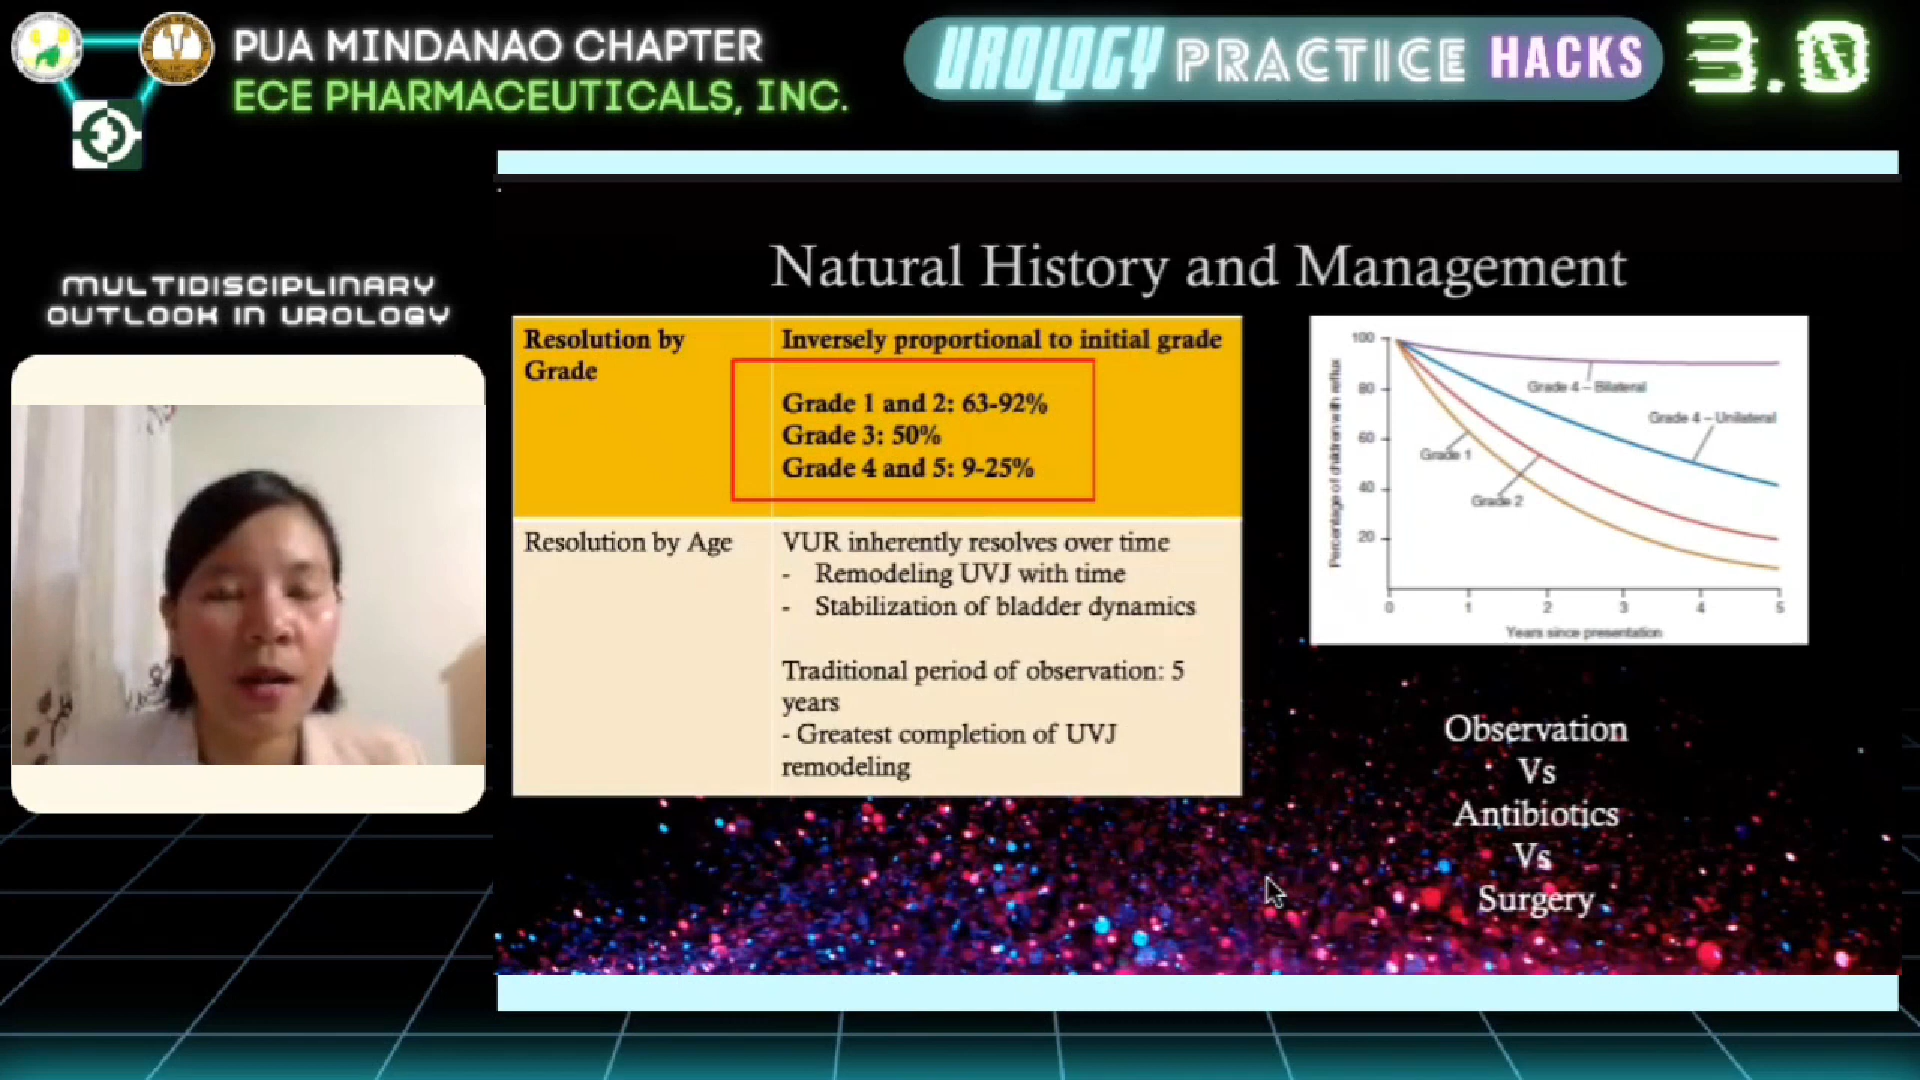 PUA MINDANAO CHAPTER
ECE PHARMACEUTICALS, INC.
UROLOGY PRACTICE HACKS 3.0
MULTIDISCIPLINARY
OUTLOOK IN UROLOGY
Natural History and Management
Resolution by
Grade
Inversely proportional to initial grade
Grade 1 and 2: 63-92%
Grade 3: 50%
Grade 4 and 5: 9-25%
Resolution by Age
VUR inherently resolves over time
- Remodeling UVJ with time
- Stabilization of bladder dynamics
Traditional period of observation: 5
years
- Greatest completion of UVJ
remodeling
Percentage of children with reflux
100
80
60
40
20
0 1 2 3 4 5
Years since presentation
Grade 4 – Bilateral
Grade 4 – Unilateral
Grade 1
Grade 2
Observation
Vs
Antibiotics
Vs
Surgery